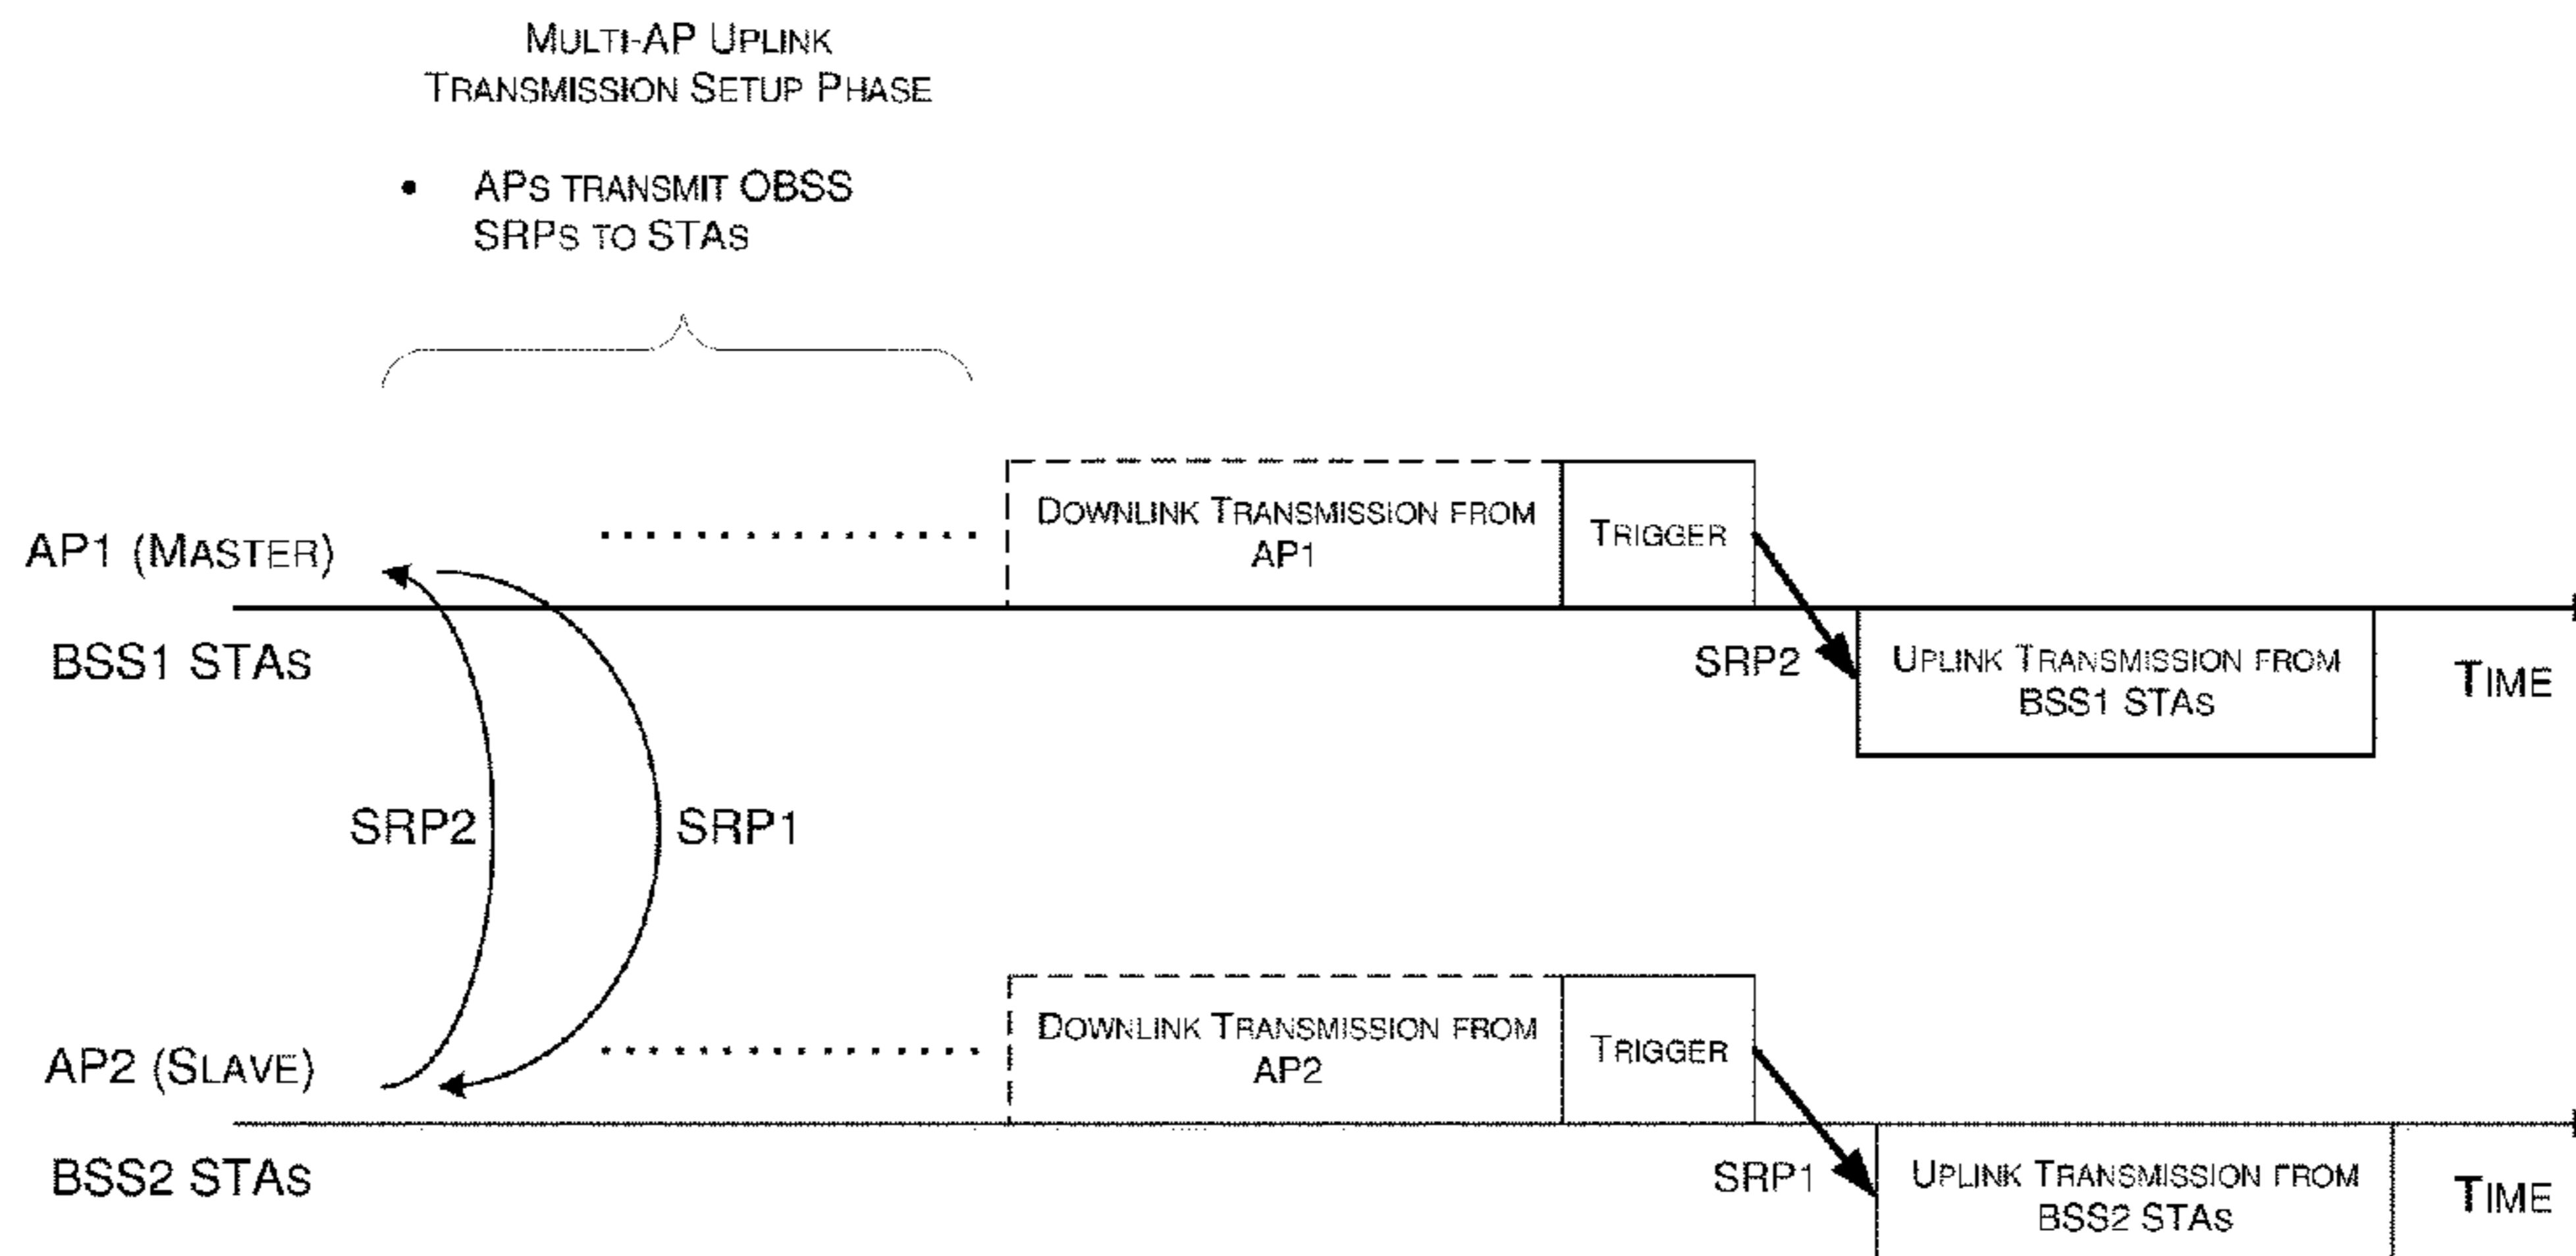 MULTI-AP UPLINK
TRANSMISSION SETUP PHASE
• APS TRANSMIT OBSS
SRPS TO STAS
DOWNLINK TRANSMISSION FROM
AP1
TRIGGER
AP1 (MASTER)
BSS1 STAS
SRP2
UPLINK TRANSMISSION FROM
BSS1 STAS
TIME
SRP2
SRP1
DOWNLINK TRANSMISSION FROM
AP2
TRIGGER
AP2 (SLAVE)
BSS2 STAS
SRP1
UPLINK TRANSMISSION FROM
BSS2 STAS
TIME